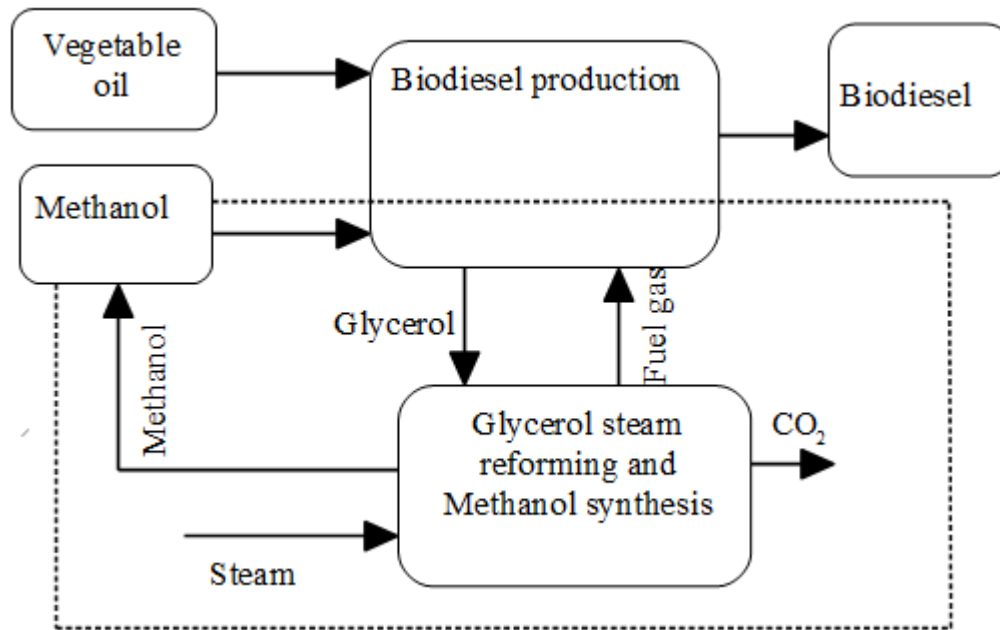 Vegetable
oil
Biodiesel production
Biodiesel
Methanol
Glycerol
Fuel gas
Methanol
Glycerol steam
reforming and
Methanol synthesis
CO₂
Steam